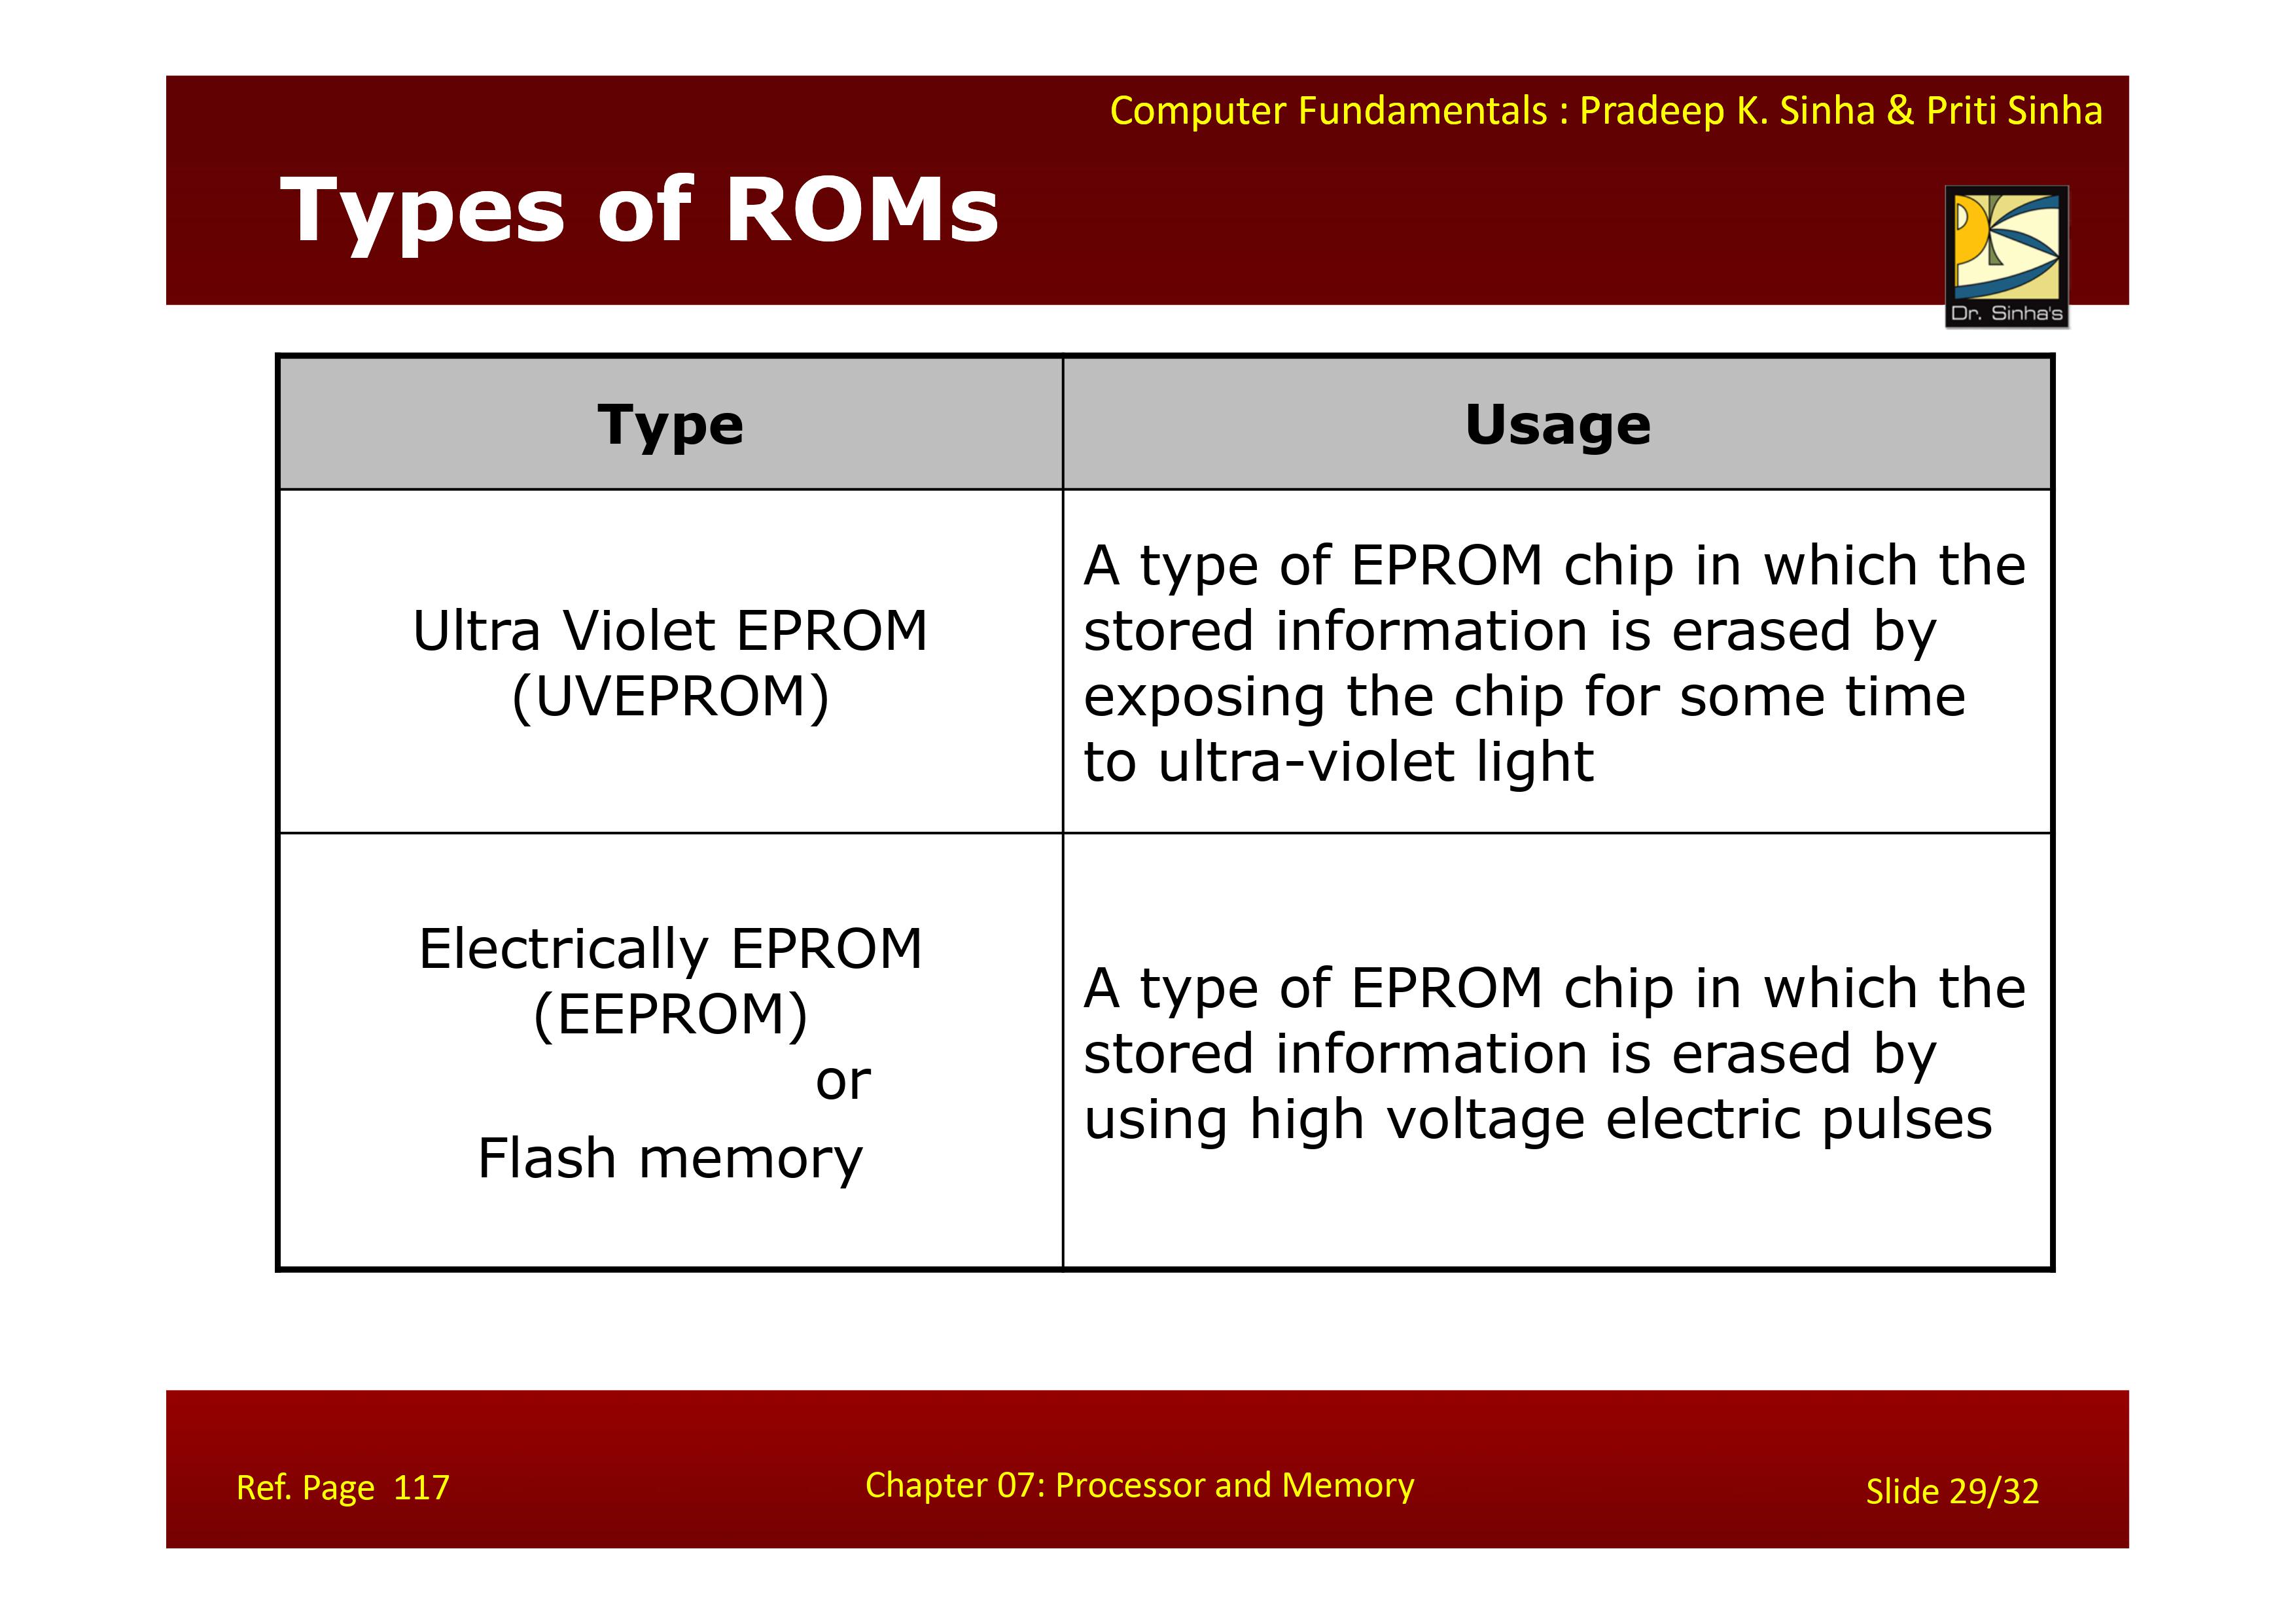 Computer Fundamentals : Pradeep K. Sinha & Priti Sinha
Types of ROMs
Dr. Sinha's
Type
Usage
Ultra Violet EPROM
(UVEPROM)
A type of EPROM chip in which the
stored information is erased by
exposing the chip for some time
to ultra-violet light
Electrically EPROM
(EEPROM)
or
Flash memory
A type of EPROM chip in which the
stored information is erased by
using high voltage electric pulses
Ref. Page 117
Chapter 07: Processor and Memory
Slide 29/32